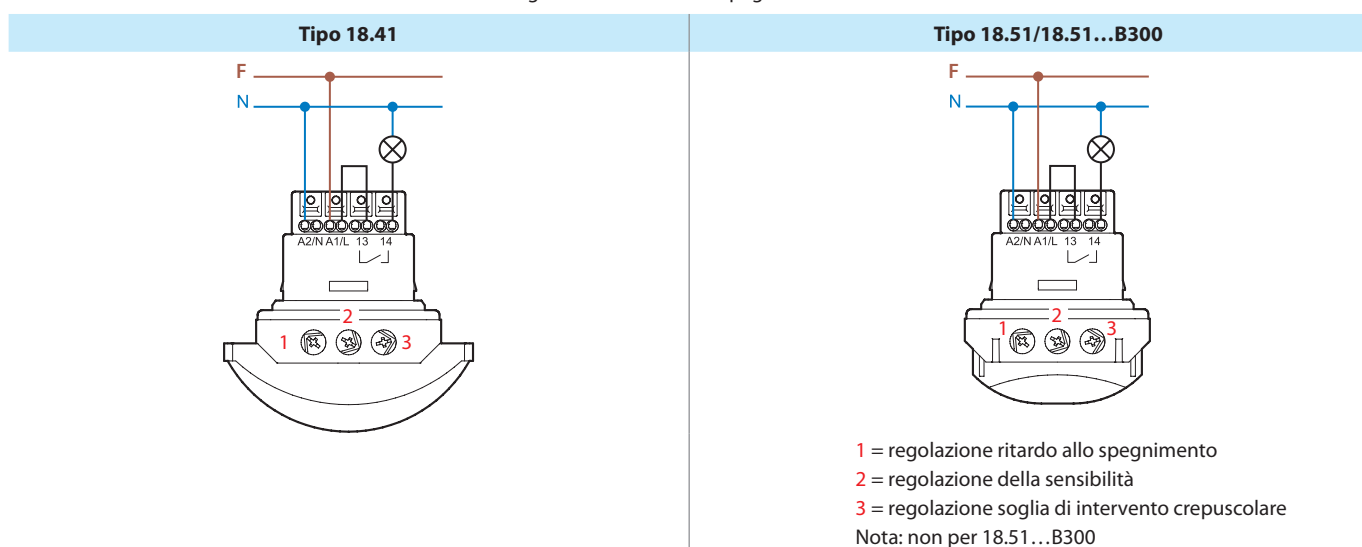 Tipo 18.41
Tipo 18.51/18.51…B300
F
N
A2/N A1/L 13 14
1
2
3
F
N
A2/N A1/L 13 14
1
2
3
1 = regolazione ritardo allo spegnimento
2 = regolazione della sensibilità
3 = regolazione soglia di intervento crepuscolare
Nota: non per 18.51…B300